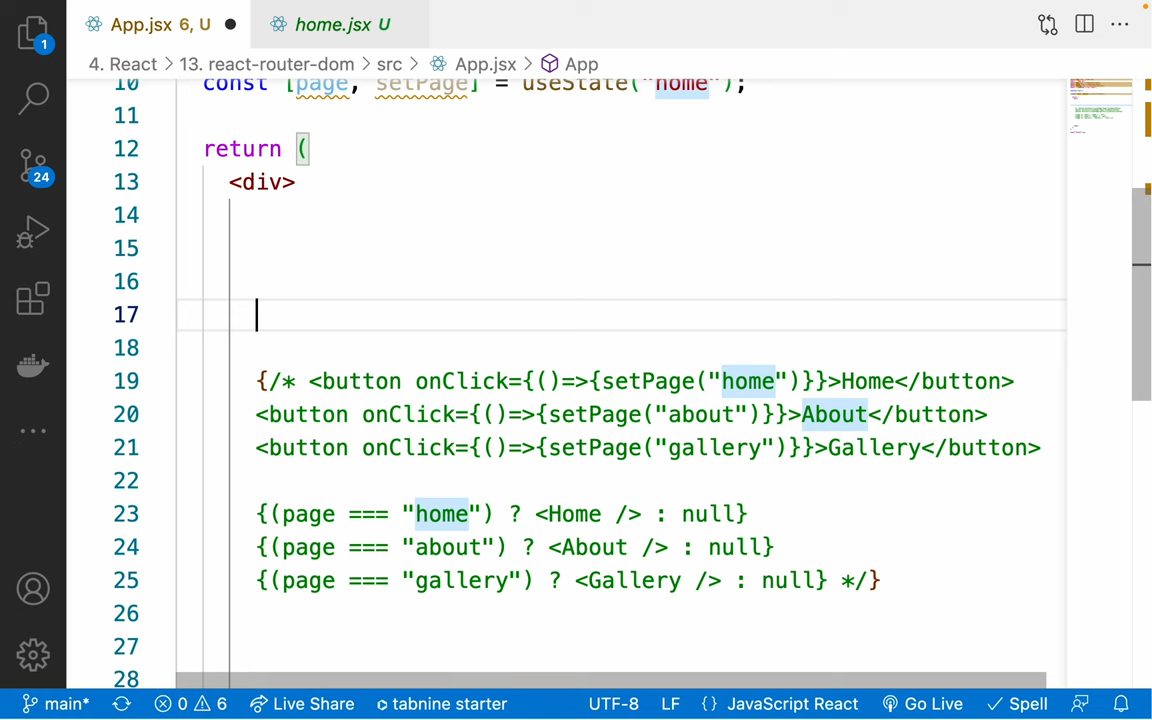 App.jsx 6, U
home.jsx U
1
4. React > 13. react-router-dom > src > App.jsx > App
10 const [page, setPage] = useState("home");
11
12 return (
13 <div>
14
15
16
17
18
19 {/* <button onClick={()=>{setPage("home")}}>Home</button>
20 <button onClick={()=>{setPage("about")}}>About</button>
21 <button onClick={()=>{setPage("gallery")}}>Gallery</button>
22
23 {(page === "home") ? <Home /> : null}
24 {(page === "about") ? <About /> : null}
25 {(page === "gallery") ? <Gallery /> : null} */}
26
27
28
24
main* 0 6 Live Share tabnine starter UTF-8 LF {} JavaScript React Go Live Spell